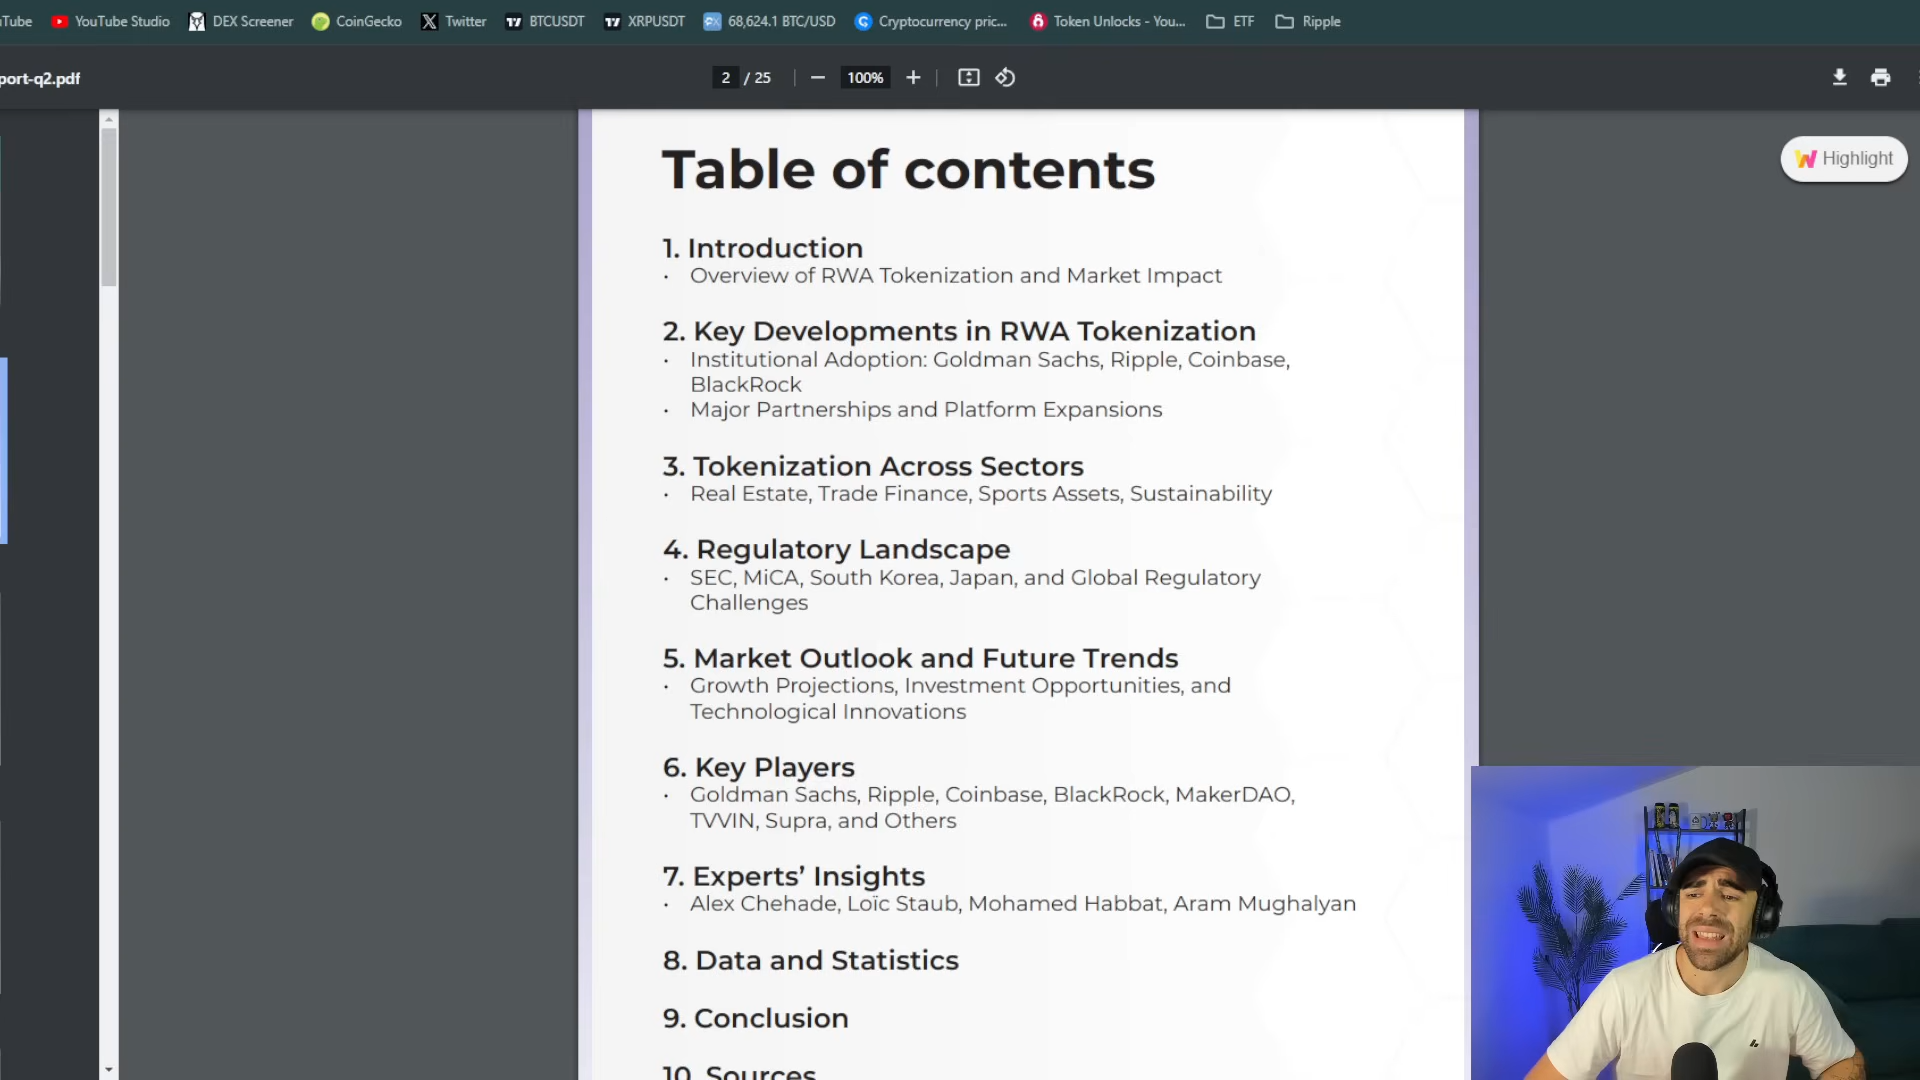 uTube YouTube Studio DEX Screener CoinGecko Twitter BTCUSDT XRPUSDT 68,624.1 BTC/USD Cryptocurrency pric... Token Unlocks - You... ETF Ripple
port-q2.pdf 2 / 25 100%
Highlight
Table of contents
1. Introduction
• Overview of RWA Tokenization and Market Impact
2. Key Developments in RWA Tokenization
• Institutional Adoption: Goldman Sachs, Ripple, Coinbase,
BlackRock
• Major Partnerships and Platform Expansions
3. Tokenization Across Sectors
• Real Estate, Trade Finance, Sports Assets, Sustainability
4. Regulatory Landscape
• SEC, MiCA, South Korea, Japan, and Global Regulatory
Challenges
5. Market Outlook and Future Trends
• Growth Projections, Investment Opportunities, and
Technological Innovations
6. Key Players
• Goldman Sachs, Ripple, Coinbase, BlackRock, MakerDAO,
TVVIN, Supra, and Others
7. Experts’ Insights
• Alex Chehade, Loïc Staub, Mohamed Habbat, Aram Mughalyan
8. Data and Statistics
9. Conclusion
10. Sources